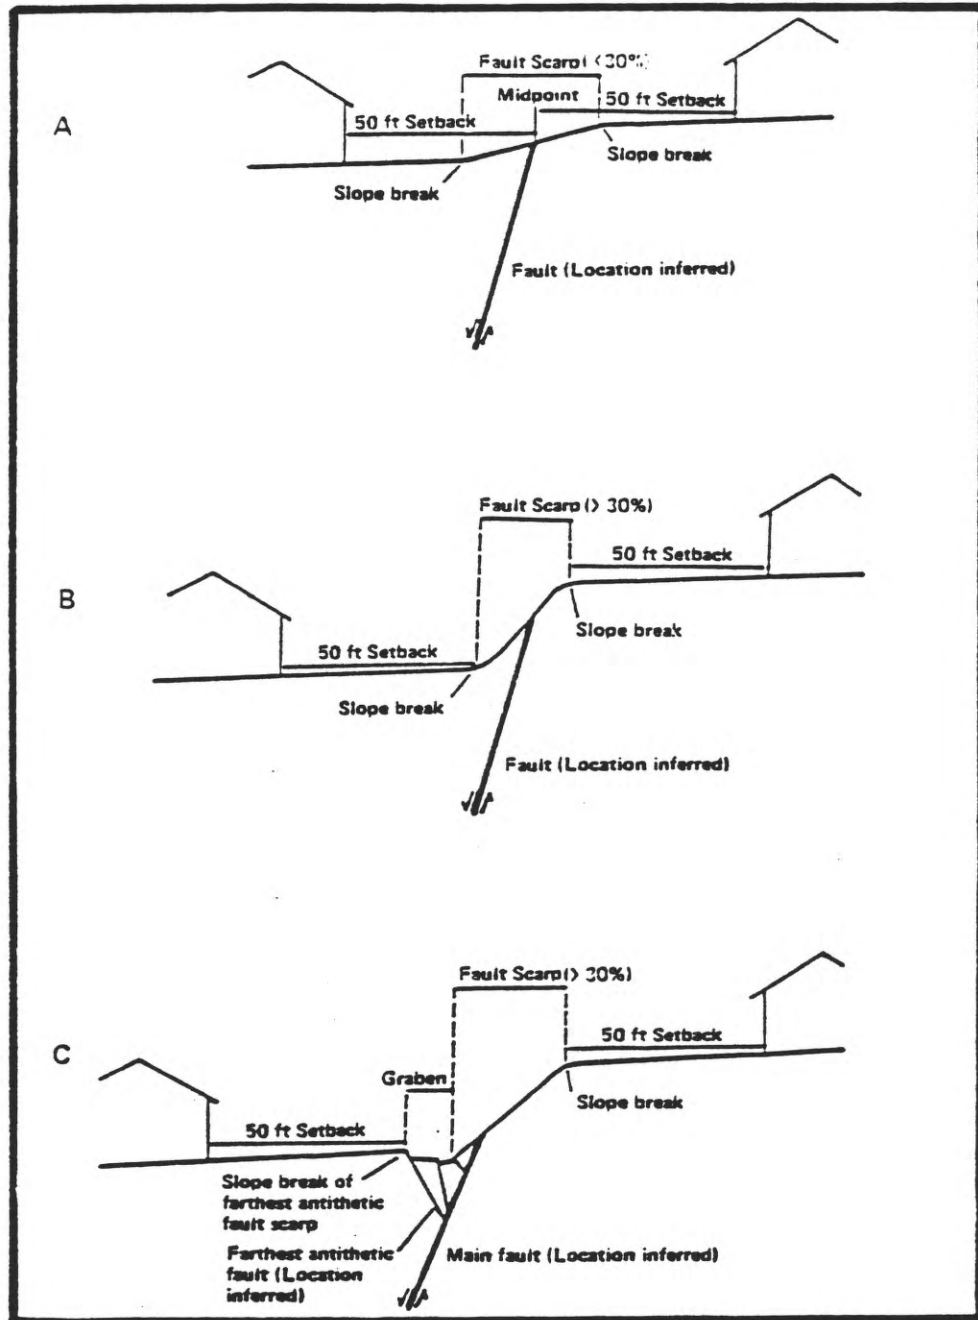 A
Fault Scarp( <30%)
Midpoint
50 ft Setback
50 ft Setback
Slope break
Slope break
Fault (Location inferred)
B
Fault Scarp (> 30%)
50 ft Setback
Slope break
50 ft Setback
Slope break
Fault (Location inferred)
C
Fault Scarp(> 30%)
50 ft Setback
Graben
Slope break
50 ft Setback
Slope break of
farthest antithetic
fault scarp
Farthest antithetic
fault (Location
inferred)
Main fault (Location inferred)